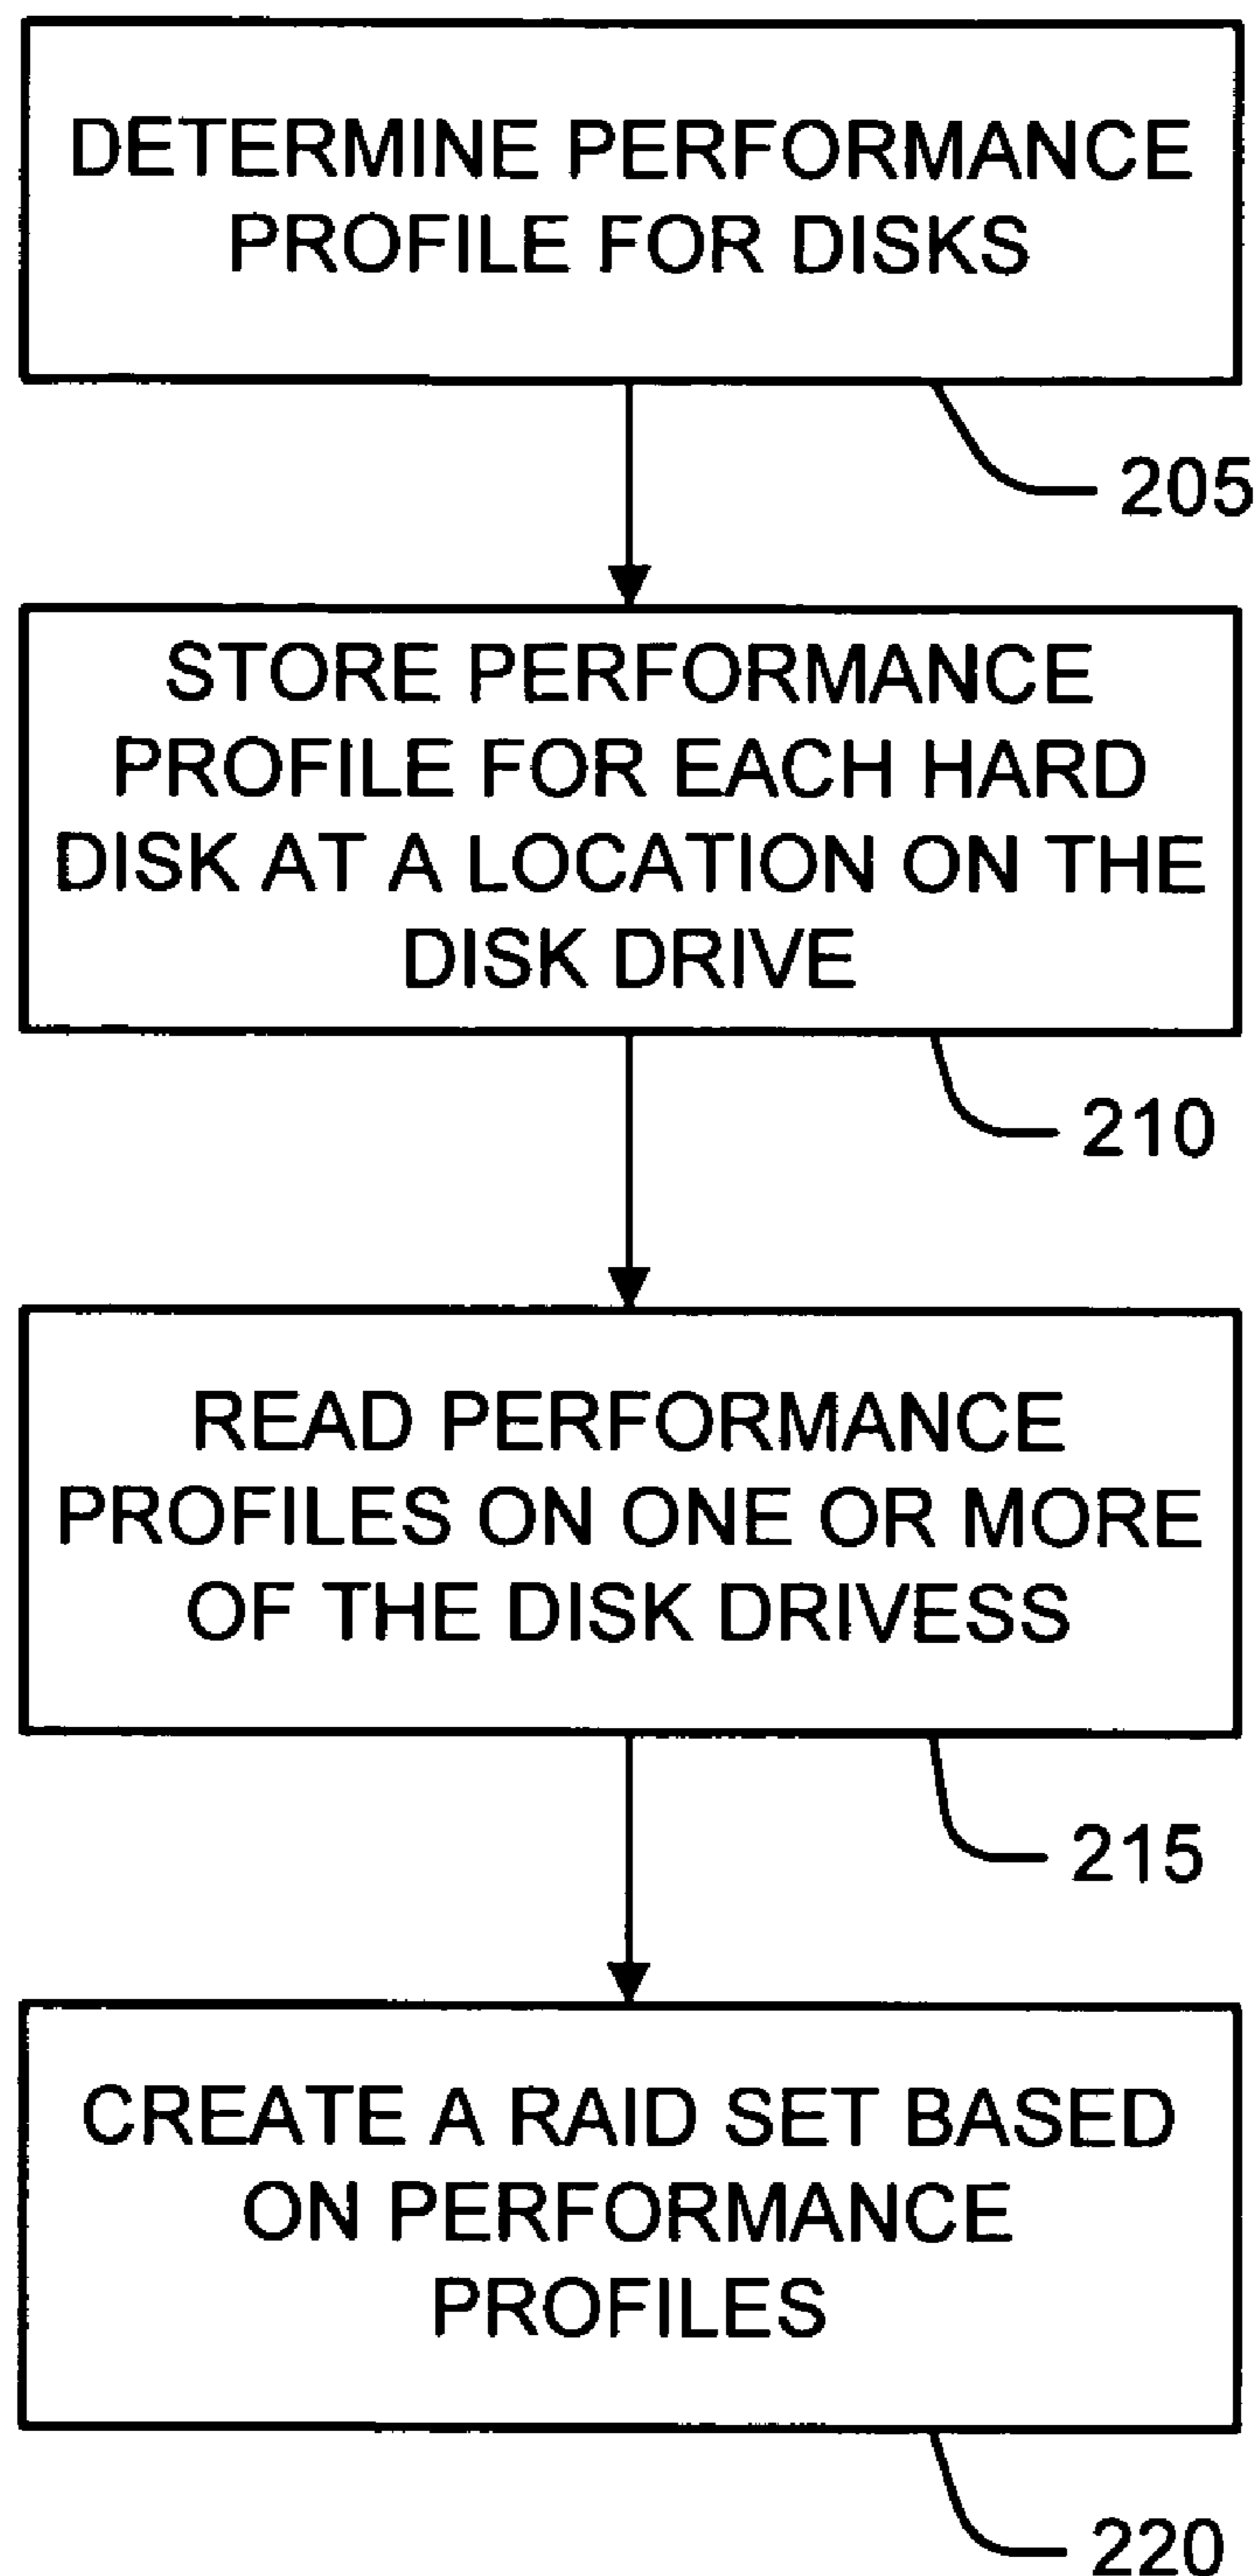 DETERMINE PERFORMANCE
PROFILE FOR DISKS
205
STORE PERFORMANCE
PROFILE FOR EACH HARD
DISK AT A LOCATION ON THE
DISK DRIVE
210
READ PERFORMANCE
PROFILES ON ONE OR MORE
OF THE DISK DRIVESS
215
CREATE A RAID SET BASED
ON PERFORMANCE
PROFILES
220